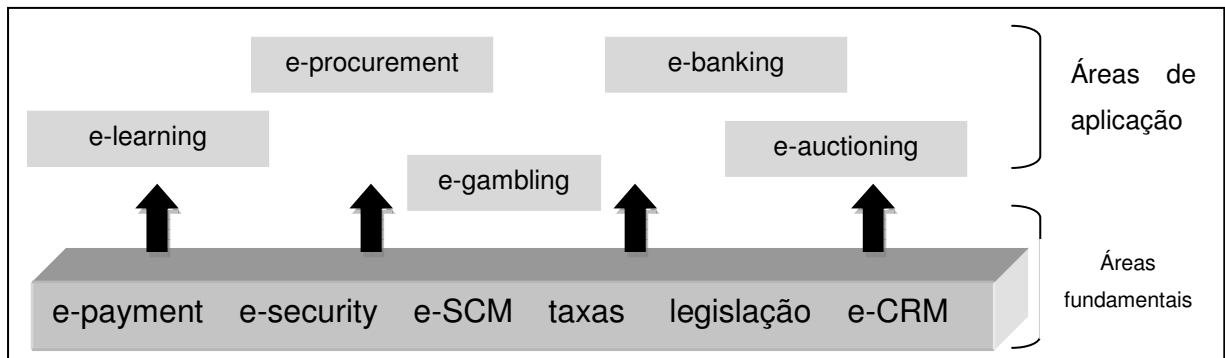 e-procurement
e-banking
Áreas de
aplicação
e-learning
e-auctioning
e-gambling
Áreas
fundamentais
e-payment e-security e-SCM taxas legislação e-CRM